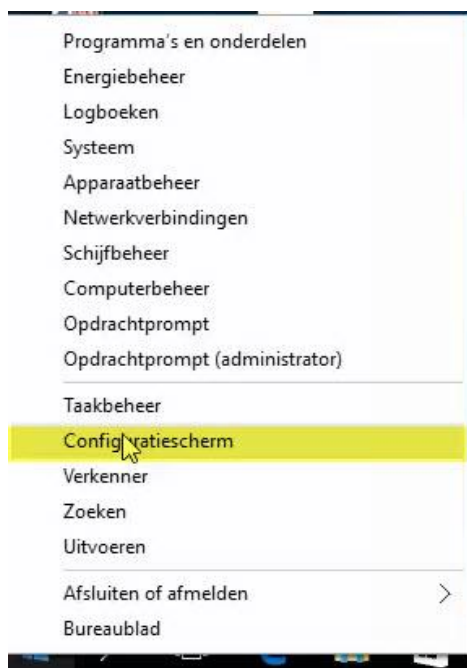 Programma's en onderdelen
Energiebeheer
Logboeken
Systeem
Apparaatbeheer
Netwerkverbindingen
Schijfbeheer
Computerbeheer
Opdrachtprompt
Opdrachtprompt (administrator)
Taakbeheer
Configuratiescherm
Verkenner
Zoeken
Uitvoeren
Afsluiten of afmelden
Bureaublad